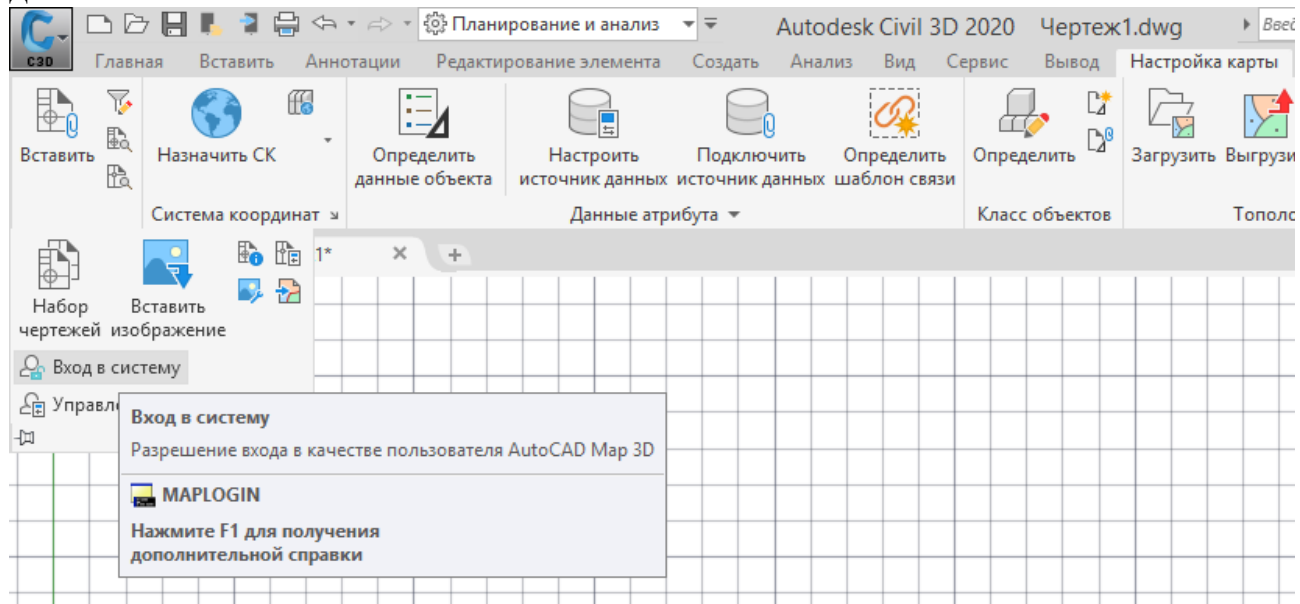 Планирование и анализ
Autodesk Civil 3D 2020 Чертеж1.dwg
C3D
Главная Вставить Аннотации Редактирование элемента Создать Анализ Вид Сервис Вывод Настройка карты
Вставить
Назначить СК
Определить
данные объекта
Настроить
источник данных
Подключить
источник данных
Определить
шаблон связи
Определить
Загрузить
Система координат
Данные атрибута
Класс объектов
Набор
чертежей
Вставить
изображение
1*
Вход в систему
Вход в систему
Разрешение входа в качестве пользователя AutoCAD Map 3D
MAPLOGIN
Нажмите F1 для получения
дополнительной справки